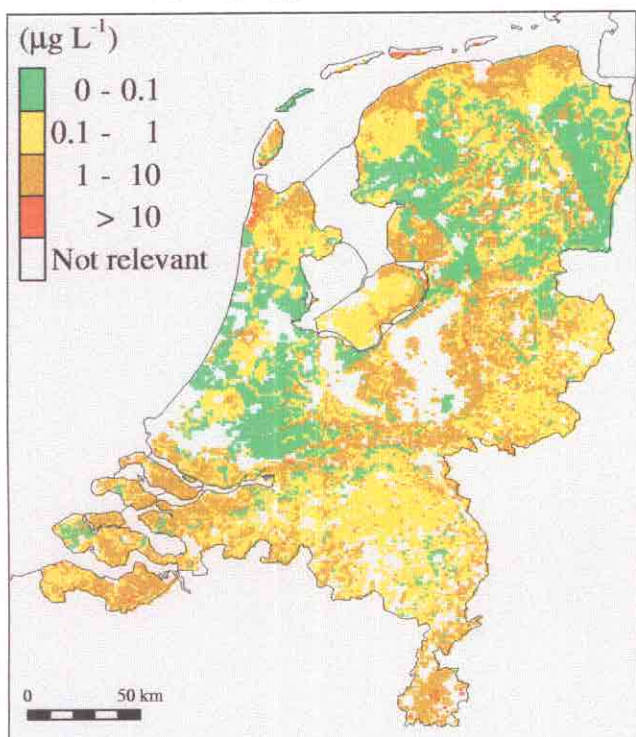 (µg L⁻¹)
0 - 0.1
0.1 - 1
1 - 10
> 10
Not relevant
0 50 km